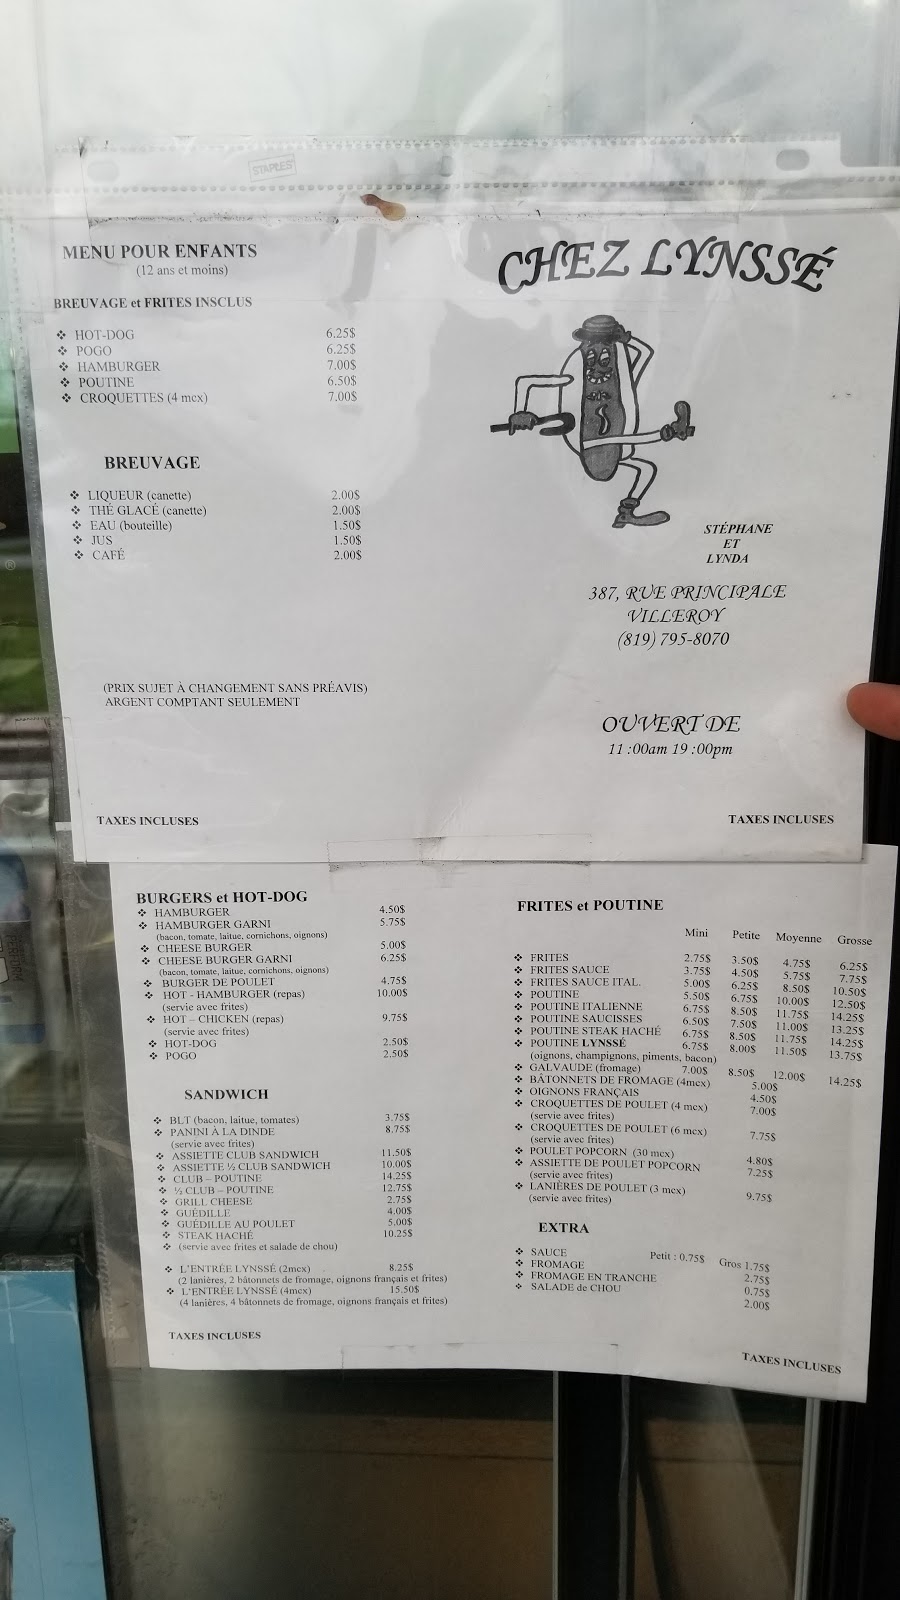 STAPLES
MENU POUR ENFANTS
(12 ans et moins)
BREUVAGE et FRITES INSCLUS
❖ HOT-DOG 6.25$
❖ POGO 6.25$
❖ HAMBURGER 7.00$
❖ POUTINE 6.50$
❖ CROQUETTES (4 mcx) 7.00$
BREUVAGE
❖ LIQUEUR (canette) 2.00$
❖ THÉ GLACÉ (canette) 2.00$
❖ EAU (bouteille) 1.50$
❖ JUS 1.50$
❖ CAFÉ 2.00$
(PRIX SUJET À CHANGEMENT SANS PRÉAVIS)
ARGENT COMPTANT SEULEMENT
TAXES INCLUSES
CHEZ LYNSSÉ
STÉPHANE
ET
LYNDA
387, RUE PRINCIPALE
VILLEROY
(819) 795-8070
OUVERT DE
11 :00am 19 :00pm
TAXES INCLUSES
BURGERS et HOT-DOG
❖ HAMBURGER 4.50$
❖ HAMBURGER GARNI 5.75$
(bacon, tomate, laitue, cornichons, oignons)
❖ CHEESE BURGER 5.00$
❖ CHEESE BURGER GARNI 6.25$
(bacon, tomate, laitue, cornichons, oignons)
❖ BURGER DE POULET 4.75$
❖ HOT - HAMBURGER (repas) 10.00$
(servie avec frites)
❖ HOT – CHICKEN (repas) 9.75$
(servie avec frites)
❖ HOT-DOG 2.50$
❖ POGO 2.50$
SANDWICH
❖ BLT (bacon, laitue, tomates) 3.75$
❖ PANINI À LA DINDE 8.75$
(servie avec frites)
❖ ASSIETTE CLUB SANDWICH 11.50$
❖ ASSIETTE ½ CLUB SANDWICH 10.00$
❖ CLUB – POUTINE 14.25$
❖ ½ CLUB – POUTINE 12.75$
❖ GRILL CHEESE 2.75$
❖ GUÉDILLE 4.00$
❖ GUÉDILLE AU POULET 5.00$
❖ STEAK HACHÉ 10.25$
❖ (servie avec frites et salade de chou)
❖ L'ENTRÉE LYNSSÉ (2mcx) 8.25$
(2 lanières, 2 bâtonnets de fromage, oignons français et frites)
❖ L'ENTRÉE LYNSSÉ (4mcx) 15.50$
(4 lanières, 4 bâtonnets de fromage, oignons français et frites)
TAXES INCLUSES
FRITES et POUTINE
Mini Petite Moyenne Grosse
❖ FRITES 2.75$ 3.50$ 4.75$ 6.25$
❖ FRITES SAUCE 3.75$ 4.50$ 5.75$ 7.75$
❖ FRITES SAUCE ITAL. 5.00$ 6.25$ 8.50$ 10.50$
❖ POUTINE 5.50$ 6.75$ 10.00$ 12.50$
❖ POUTINE ITALIENNE 6.75$ 8.50$ 11.75$ 14.25$
❖ POUTINE SAUCISSES 6.50$ 7.50$ 11.00$ 13.25$
❖ POUTINE STEAK HACHÉ 6.75$ 8.50$ 11.75$ 14.25$
❖ POUTINE LYNSSÉ 6.75$ 8.00$ 11.50$ 13.75$
(oignons, champignons, piments, bacon)
❖ GALVAUDE (fromage) 7.00$ 8.50$ 12.00$ 14.25$
❖ BÂTONNETS DE FROMAGE (4mcx) 5.00$
❖ OIGNONS FRANÇAIS 4.50$
❖ CROQUETTES DE POULET (4 mcx) 7.00$
(servie avec frites)
❖ CROQUETTES DE POULET (6 mcx) 7.75$
(servie avec frites)
❖ POULET POPCORN (30 mcx) 4.80$
❖ ASSIETTE DE POULET POPCORN 7.25$
(servie avec frites)
❖ LANIÈRES DE POULET (3 mcx) 9.75$
(servie avec frites)
EXTRA
❖ SAUCE Petit : 0.75$ Gros 1.75$
❖ FROMAGE 2.75$
❖ FROMAGE EN TRANCHE 0.75$
❖ SALADE de CHOU 2.00$
TAXES INCLUSES